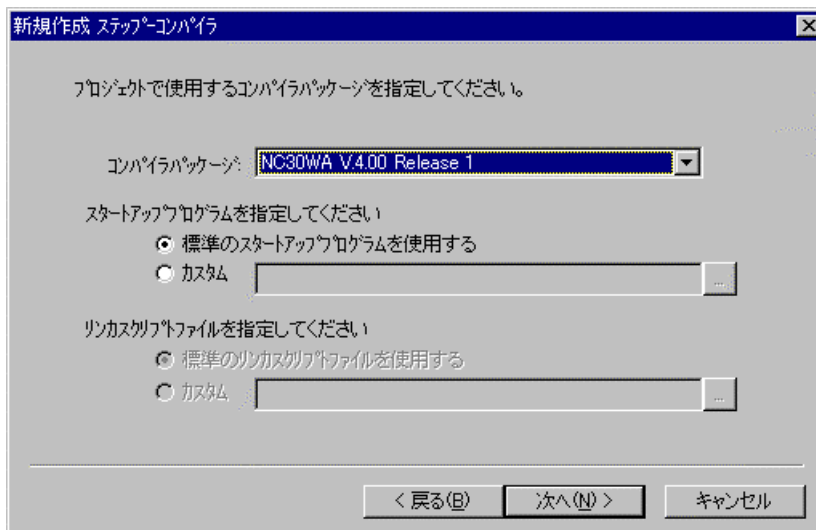 新規作成 ステップ-コンパイラ
プロジェクトで使用するコンパイラパッケージを指定してください。
コンパイラパッケージ: NC30WA V.4.00 Release 1
スタートアッププログラムを指定してください
標準のスタートアッププログラムを使用する
カスタム ...
リンカスクリプトファイルを指定してください
標準のリンカスクリプトファイルを使用する
カスタム ...
< 戻る(B) 次へ(N) > キャンセル